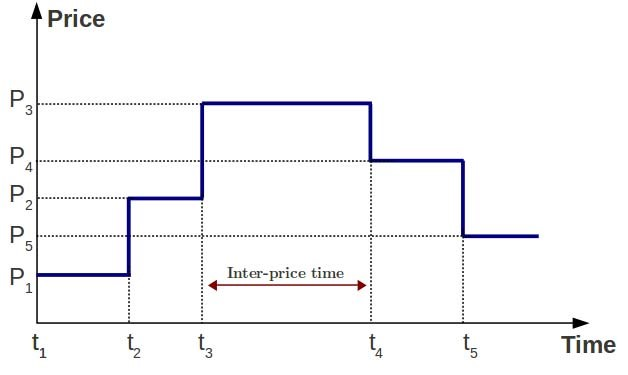 Price
P3
P4
P2
P5
P1
Inter-price time
t1
t2
t3
t4
t5
Time